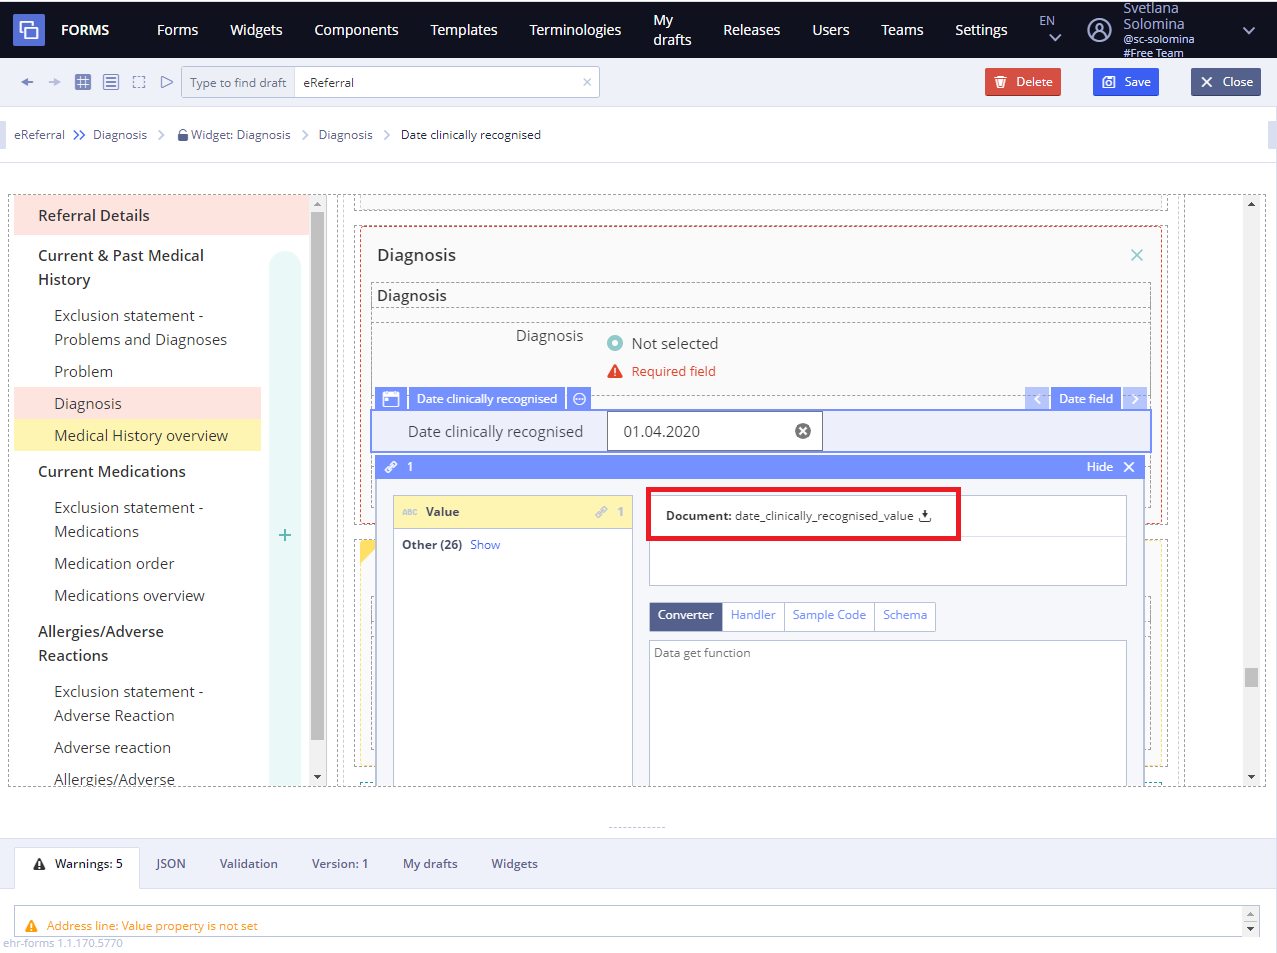 FORMS
Forms
Widgets
Components
Templates
Terminologies
My
drafts
Releases
Users
Teams
Settings
EN
Svetlana
Solomina
@sc-solomina
#Free Team
Type to find draft
eReferral
Delete
Save
Close
eReferral
Diagnosis
Widget: Diagnosis
Diagnosis
Date clinically recognised
Referral Details
Current & Past Medical
History
Exclusion statement -
Problems and Diagnoses
Problem
Diagnosis
Medical History overview
Current Medications
Exclusion statement -
Medications
Medication order
Medications overview
Allergies/Adverse
Reactions
Exclusion statement -
Adverse Reaction
Adverse reaction
Allergies/Adverse
Diagnosis
Diagnosis
Diagnosis
Not selected
Required field
Date clinically recognised
Date field
Date clinically recognised
01.04.2020
1
Hide
ABC Value 1
Other (26) Show
Document: date_clinically_recognised_value
Converter
Handler
Sample Code
Schema
Data get function
Warnings: 5
JSON
Validation
Version: 1
My drafts
Widgets
Address line: Value property is not set
ehr-forms 1.1.170.5770